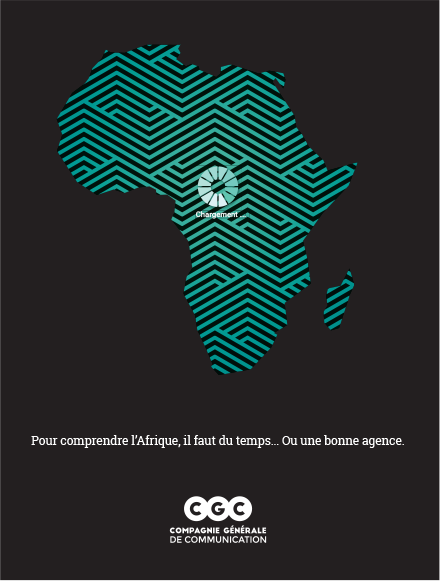 Chargement ...
Pour comprendre l'Afrique, il faut du temps... Ou une bonne agence.
CGC
COMPAGNIE GÉNÉRALE
DE COMMUNICATION